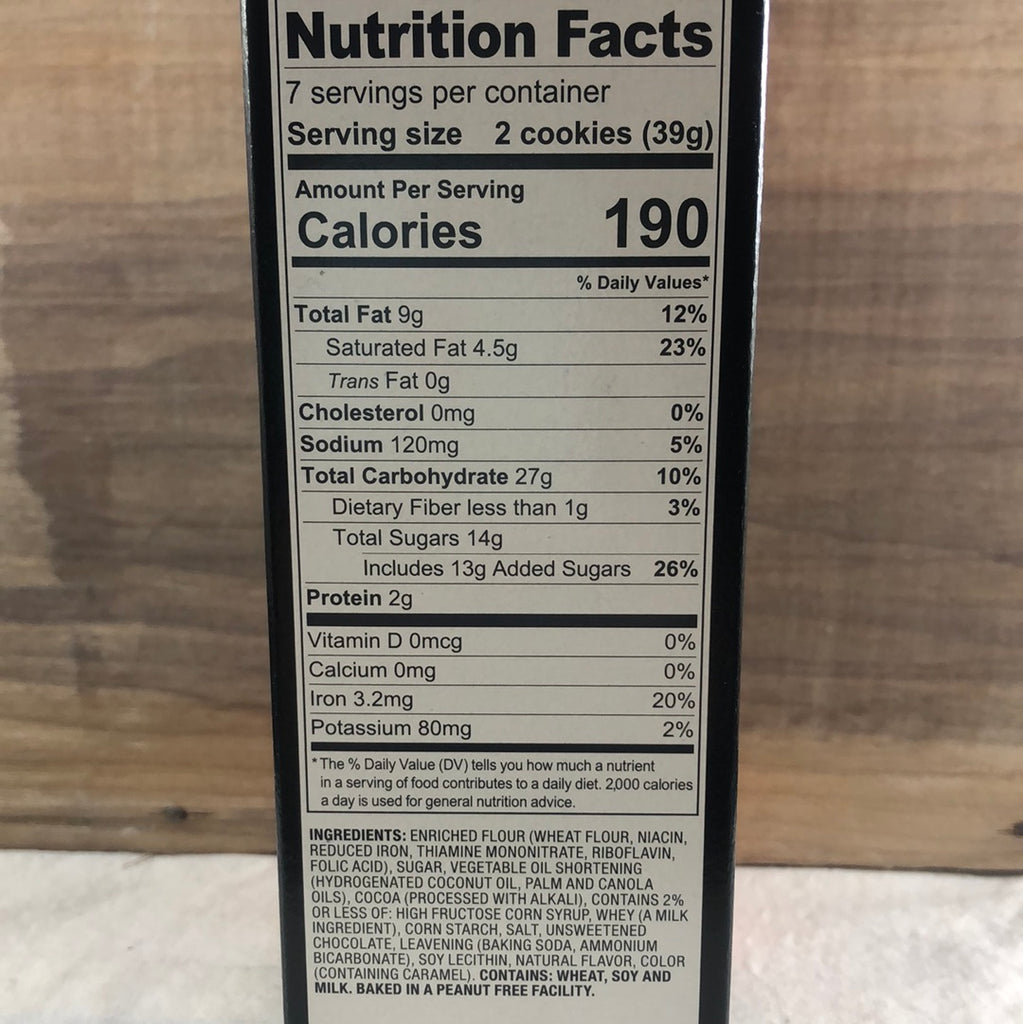 Nutrition Facts
7 servings per container
Serving size 2 cookies (39g)
Amount Per Serving
Calories 190
% Daily Values*
Total Fat 9g 12%
Saturated Fat 4.5g 23%
Trans Fat 0g
Cholesterol 0mg 0%
Sodium 120mg 5%
Total Carbohydrate 27g 10%
Dietary Fiber less than 1g 3%
Total Sugars 14g
Includes 13g Added Sugars 26%
Protein 2g
Vitamin D 0mcg 0%
Calcium 0mg 0%
Iron 3.2mg 20%
Potassium 80mg 2%
* The % Daily Value (DV) tells you how much a nutrient
in a serving of food contributes to a daily diet. 2,000 calories
a day is used for general nutrition advice.
INGREDIENTS: ENRICHED FLOUR (WHEAT FLOUR, NIACIN,
REDUCED IRON, THIAMINE MONONITRATE, RIBOFLAVIN,
FOLIC ACID), SUGAR, VEGETABLE OIL SHORTENING
(HYDROGENATED COCONUT OIL, PALM AND CANOLA
OILS), COCOA (PROCESSED WITH ALKALI), CONTAINS 2%
OR LESS OF: HIGH FRUCTOSE CORN SYRUP, WHEY (A MILK
INGREDIENT), CORN STARCH, SALT, UNSWEETENED
CHOCOLATE, LEAVENING (BAKING SODA, AMMONIUM
BICARBONATE), SOY LECITHIN, NATURAL FLAVOR, COLOR
(CONTAINING CARAMEL). CONTAINS: WHEAT, SOY AND
MILK. BAKED IN A PEANUT FREE FACILITY.